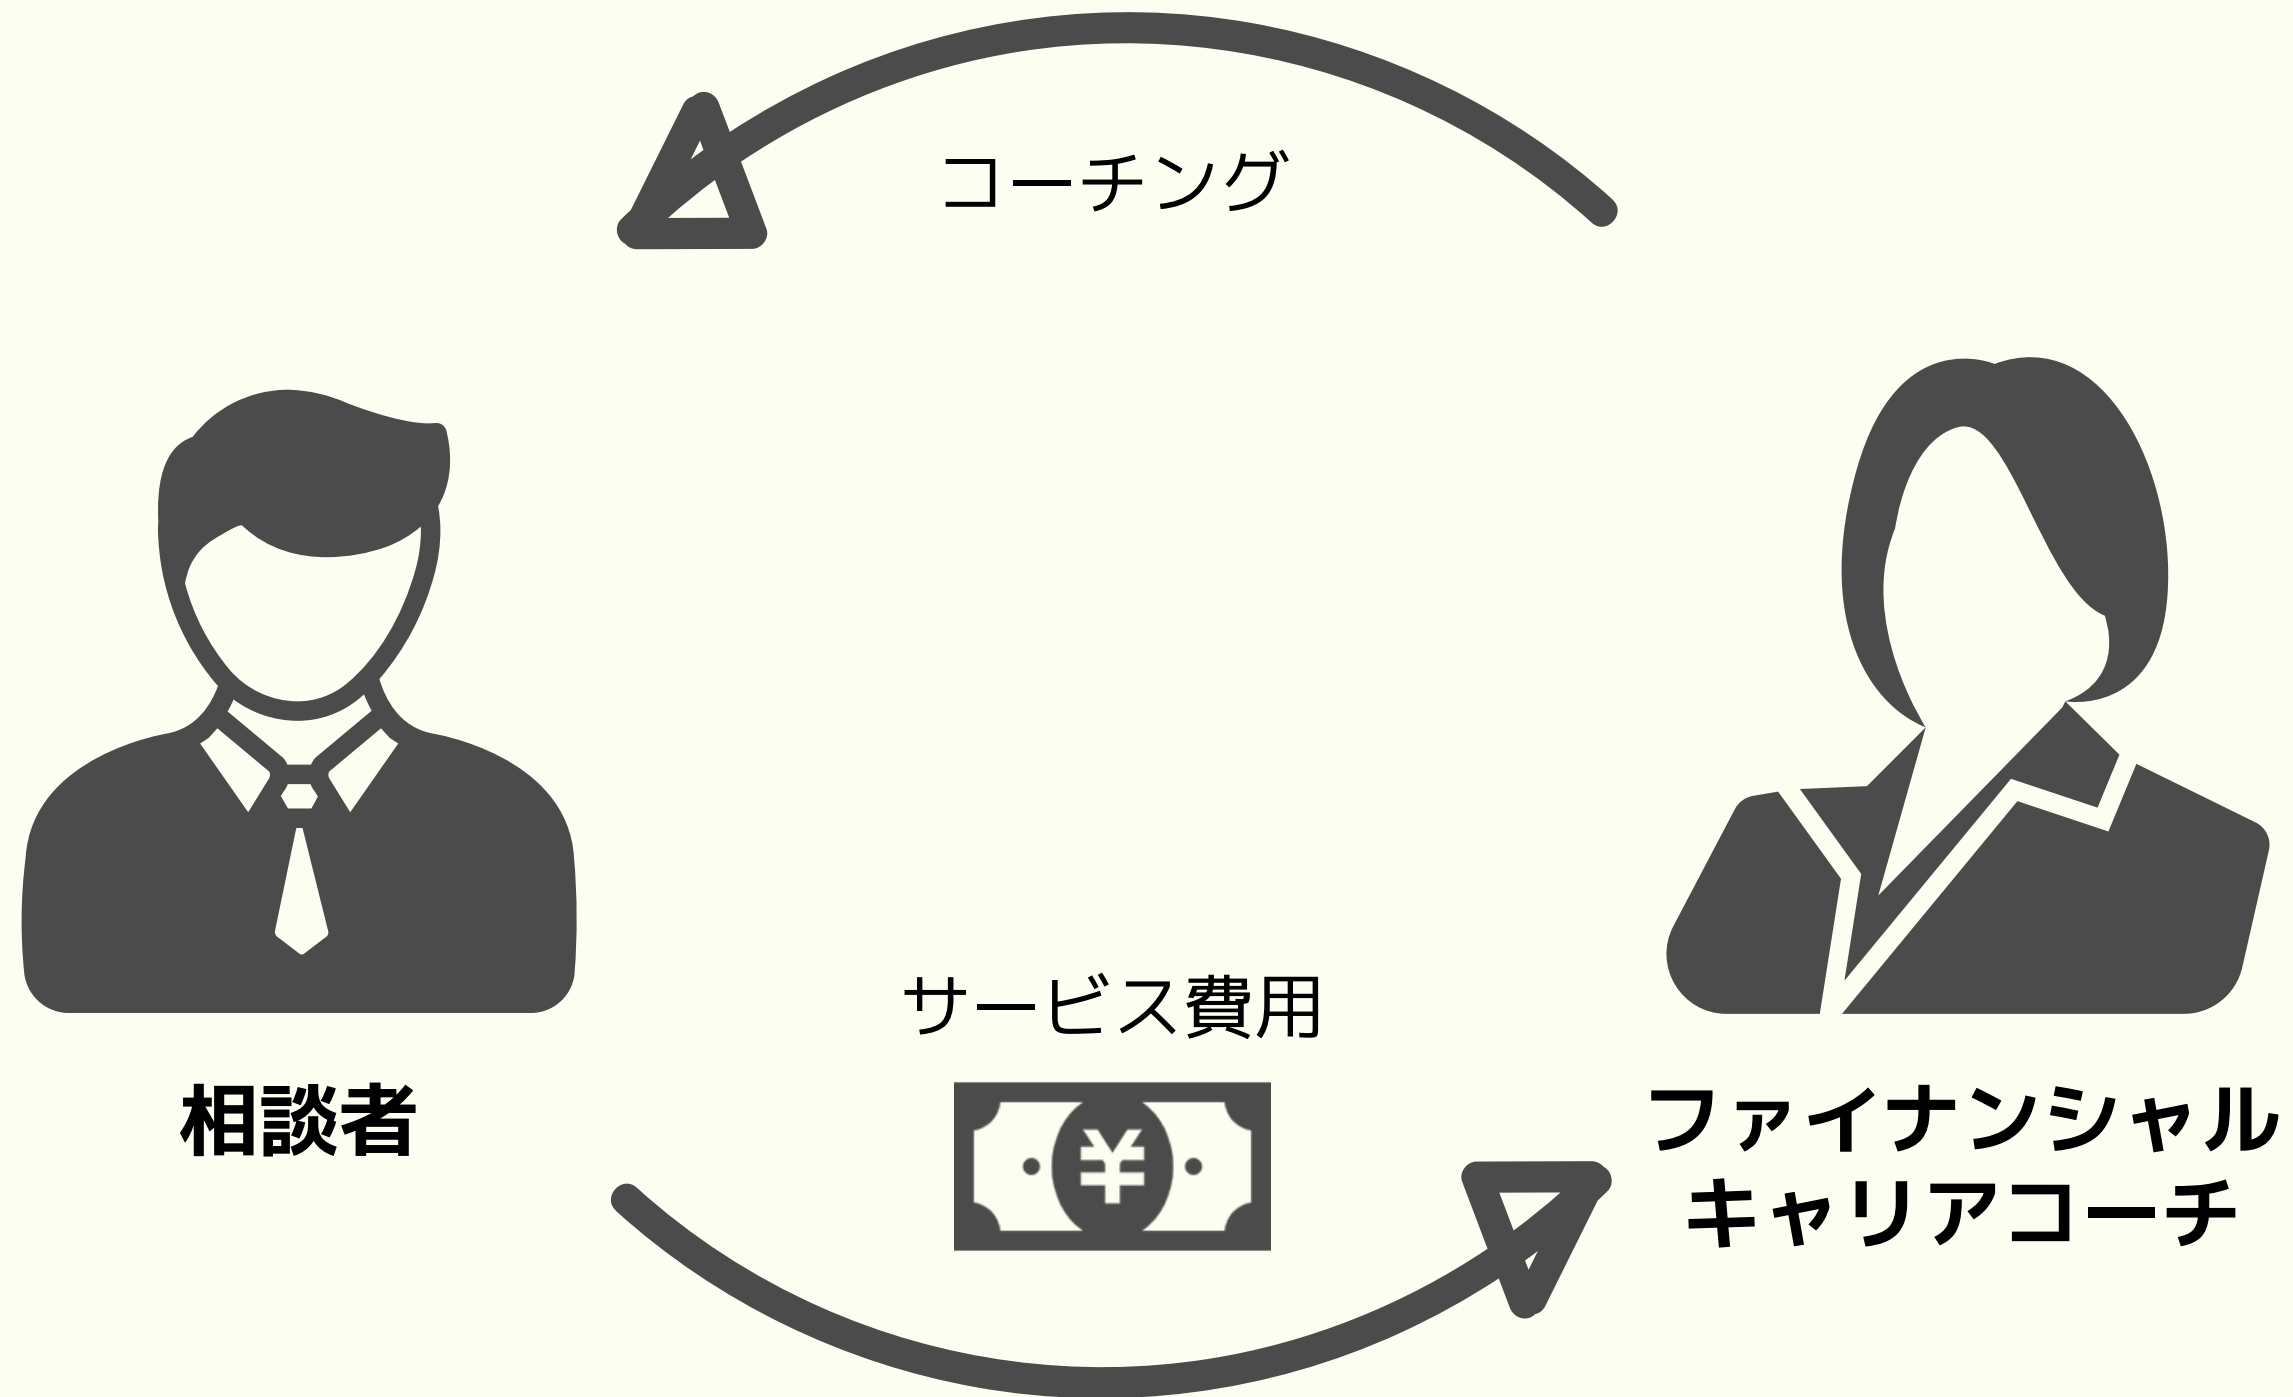 コーチング
サービス費用
¥
相談者
ファイナンシャル
キャリアコーチ